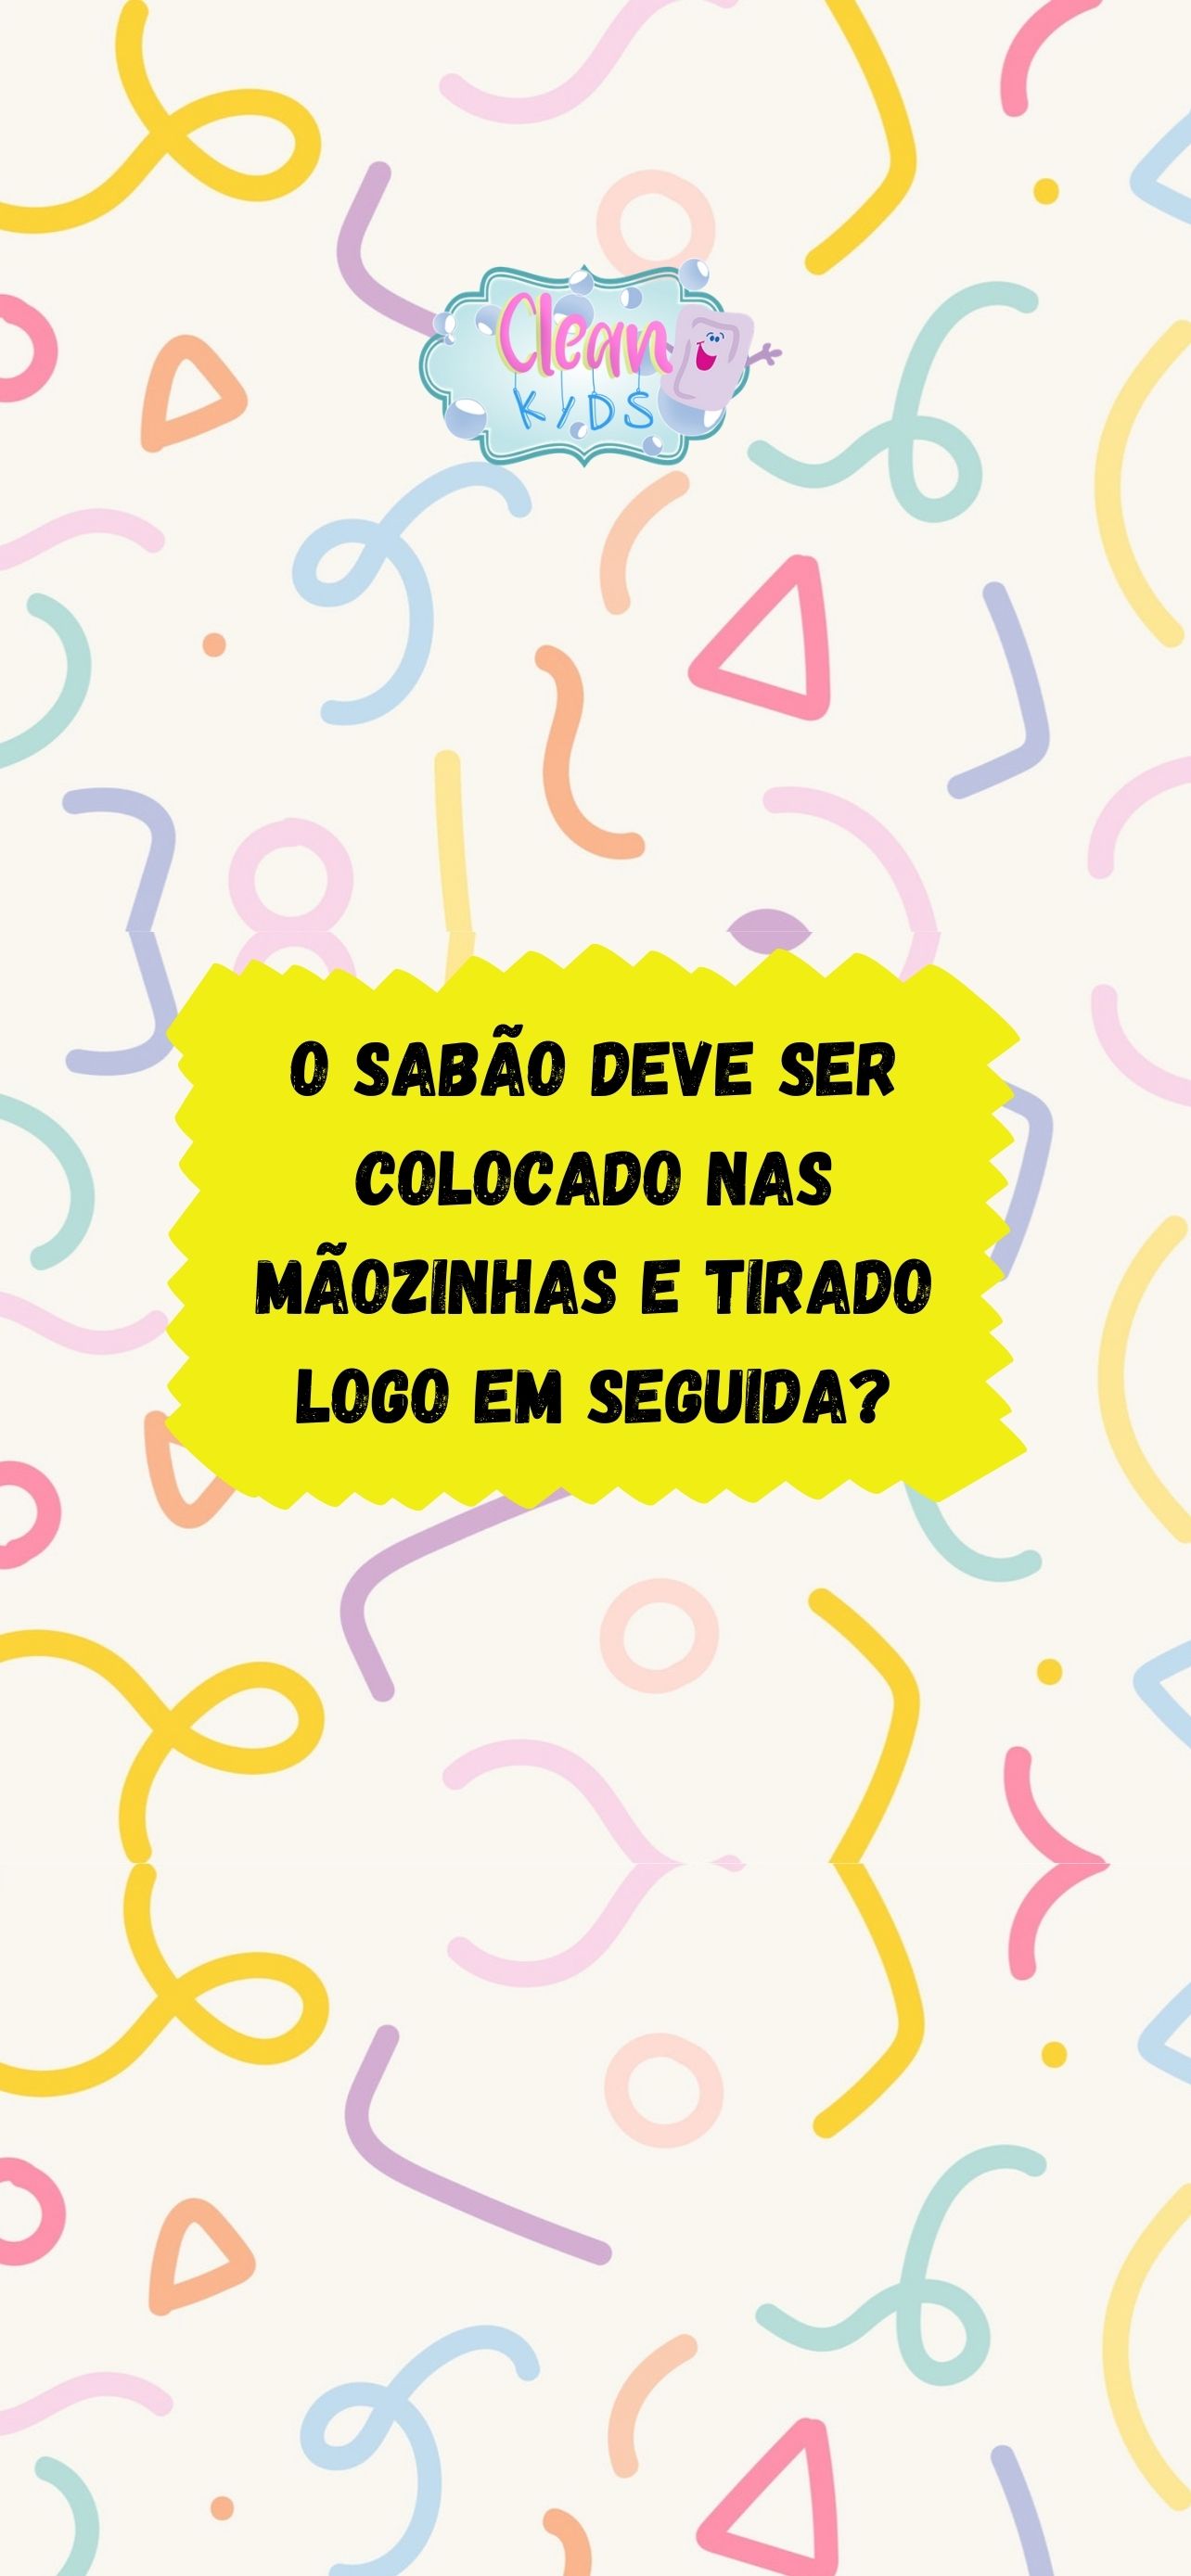 Clean
KIDS
O SABÃO DEVE SER
COLOCADO NAS
MÃOZINHAS E TIRADO
LOGO EM SEGUIDA?